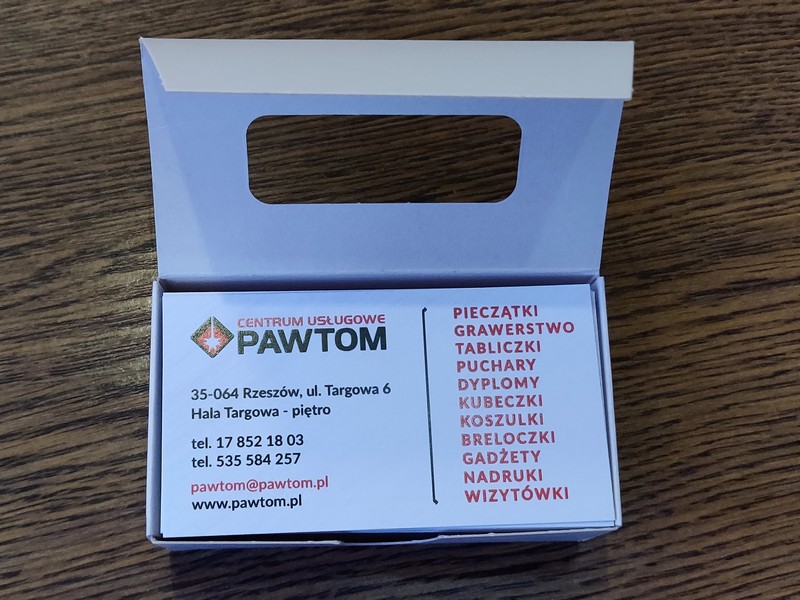 CENTRUM USŁUGOWE
PAWTOM
35-064 Rzeszów, ul. Targowa 6
Hala Targowa - piętro
tel. 17 852 18 03
tel. 535 584 257
pawtom@pawtom.pl
www.pawtom.pl
PIECZĄTKI
GRAWERSTWO
TABLICZKI
PUCHARY
DYPLOMY
KUBECZKI
KOSZULKI
BRELOCZKI
GADŻETY
NADRUKI
WIZYTÓWKI